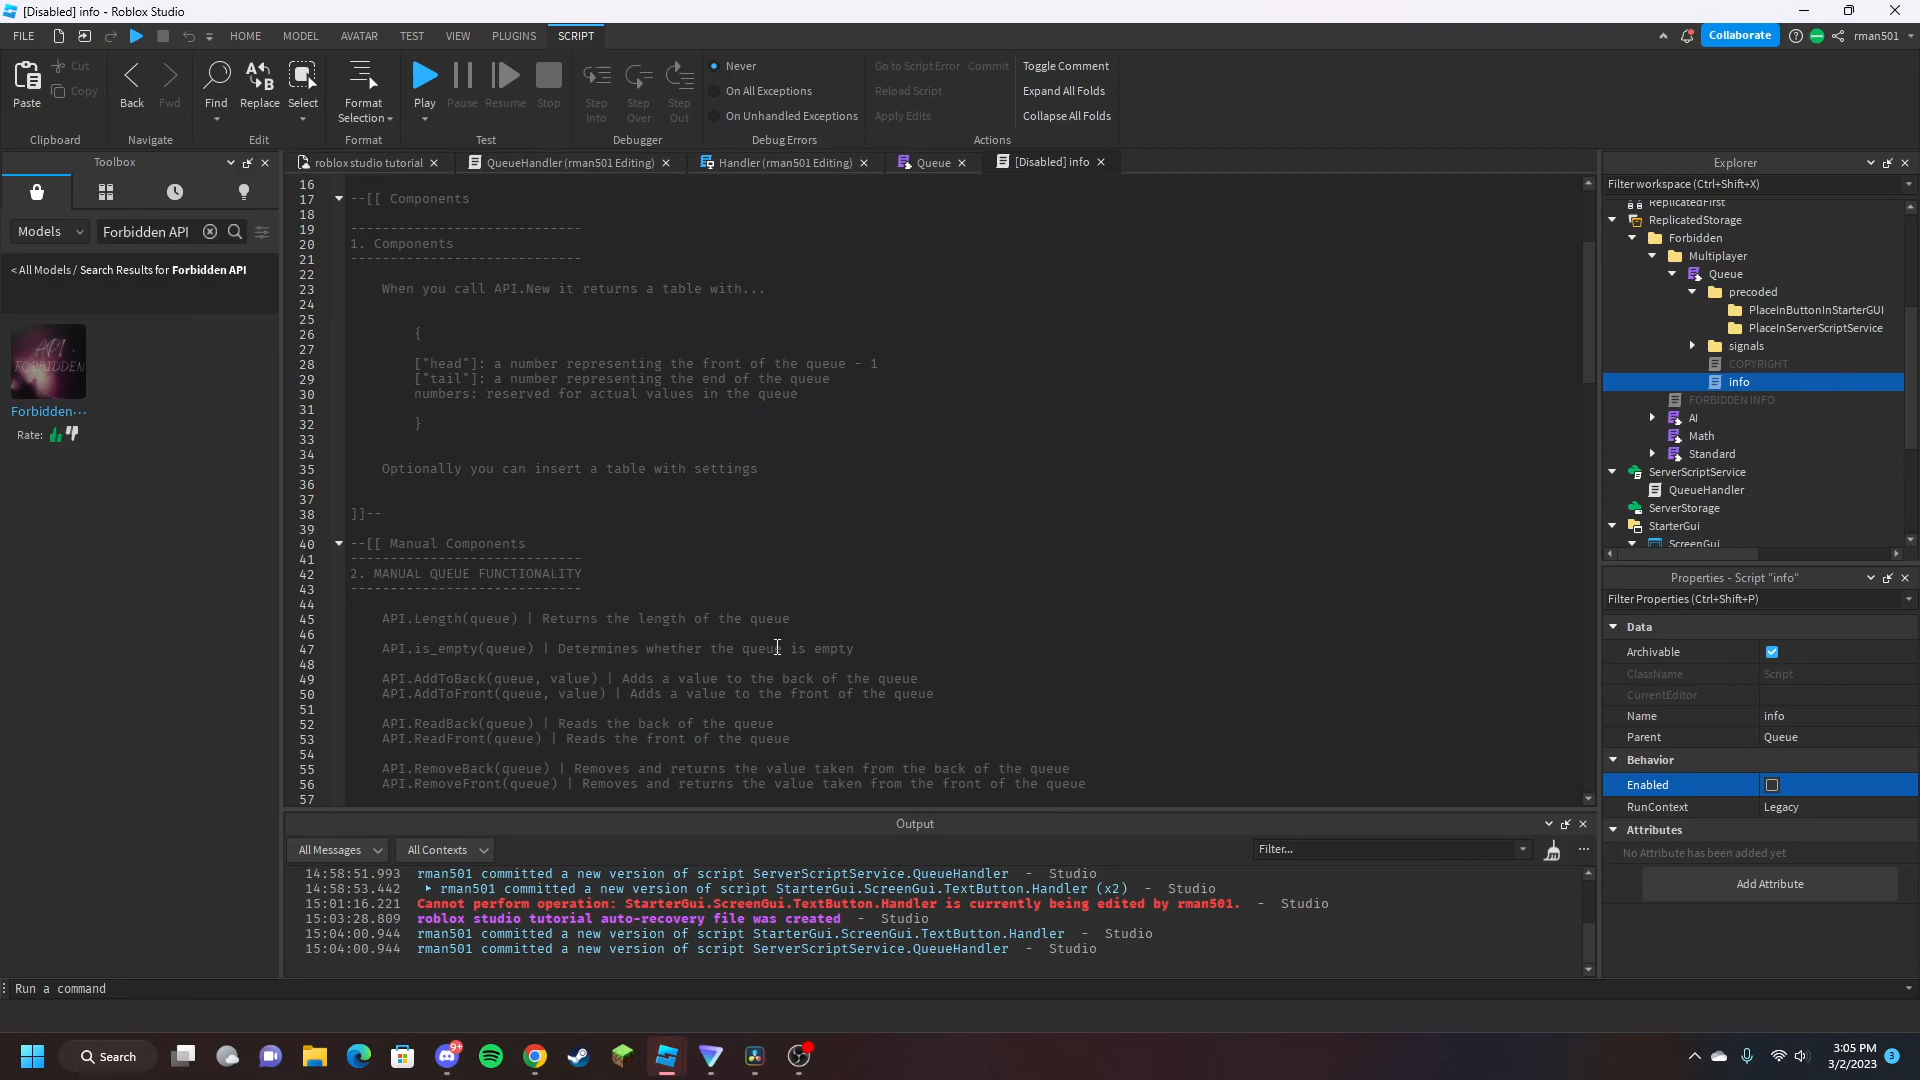 [Disabled] info - Roblox Studio
FILE HOME MODEL AVATAR TEST VIEW PLUGINS SCRIPT
Collaborate rman501
Paste Cut Copy
Back Fwd
Find Replace Select
Format Selection
Play Pause Resume Stop
Step Into Step Over Step Out
Never
On All Exceptions
On Unhandled Exceptions
Go to Script Error Commit
Reload Script
Apply Edits
Toggle Comment
Expand All Folds
Collapse All Folds
Clipboard Navigate Edit Format Test Debugger Debug Errors Actions
Toolbox
Models Forbidden API
< All Models / Search Results for Forbidden API
API
FORBIDDEN
Forbidden...
Rate:
roblox studio tutorial QueueHandler (rman501 Editing) Handler (rman501 Editing) Queue [Disabled] info
16
17 --[[ Components
18
19 -----------------------------
20 1. Components
21 -----------------------------
22
23 When you call API.New it returns a table with...
24
25
26 {
27
28 ["head"]: a number representing the front of the queue - 1
29 ["tail"]: a number representing the end of the queue
30 numbers: reserved for actual values in the queue
31
32 }
33
34
35 Optionally you can insert a table with settings
36
37
38 ]]--
39
40 --[[ Manual Components
41 -----------------------------
42 2. MANUAL QUEUE FUNCTIONALITY
43 -----------------------------
44
45 API.Length(queue) | Returns the length of the queue
46
47 API.is_empty(queue) | Determines whether the queue is empty
48
49 API.AddToBack(queue, value) | Adds a value to the back of the queue
50 API.AddToFront(queue, value) | Adds a value to the front of the queue
51
52 API.ReadBack(queue) | Reads the back of the queue
53 API.ReadFront(queue) | Reads the front of the queue
54
55 API.RemoveBack(queue) | Removes and returns the value taken from the back of the queue
56 API.RemoveFront(queue) | Removes and returns the value taken from the front of the queue
57
Output
All Messages All Contexts Filter...
14:58:51.993 rman501 committed a new version of script ServerScriptService.QueueHandler - Studio
14:58:53.442 rman501 committed a new version of script StarterGui.ScreenGui.TextButton.Handler (x2) - Studio
15:01:16.221 Cannot perform operation: StarterGui.ScreenGui.TextButton.Handler is currently being edited by rman501. - Studio
15:03:28.809 roblox studio tutorial auto-recovery file was created - Studio
15:04:00.944 rman501 committed a new version of script StarterGui.ScreenGui.TextButton.Handler - Studio
15:04:00.944 rman501 committed a new version of script ServerScriptService.QueueHandler - Studio
Run a command
Explorer
Filter workspace (Ctrl+Shift+X)
ReplicatedFirst
ReplicatedStorage
Forbidden
Multiplayer
Queue
precoded
PlaceInButtonInStarterGUI
PlaceInServerScriptService
signals
COPYRIGHT
info
FORBIDDEN INFO
AI
Math
Standard
ServerScriptService
QueueHandler
ServerStorage
StarterGui
ScreenGui
Properties - Script "info"
Filter Properties (Ctrl+Shift+P)
Data
Archivable
ClassName Script
CurrentEditor
Name info
Parent Queue
Behavior
Enabled
RunContext Legacy
Attributes
No Attribute has been added yet
Add Attribute
Search
9+
3:05 PM
3/2/2023
3